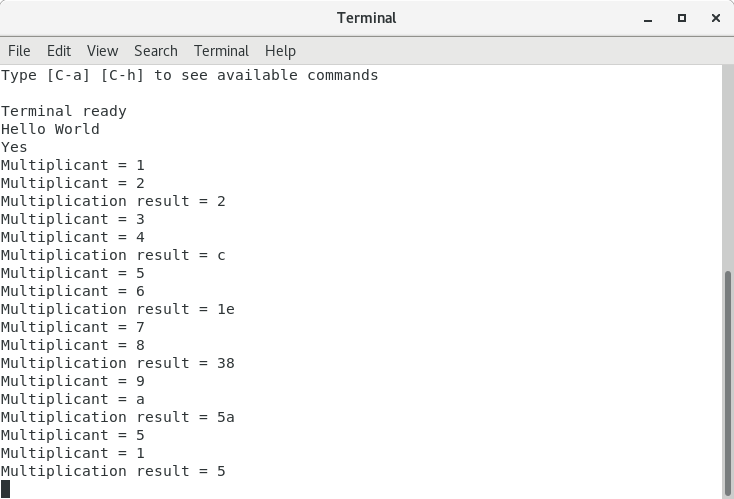 Terminal
File Edit View Search Terminal Help
Type [C-a] [C-h] to see available commands
Terminal ready
Hello World
Yes
Multiplicant = 1
Multiplicant = 2
Multiplication result = 2
Multiplicant = 3
Multiplicant = 4
Multiplication result = c
Multiplicant = 5
Multiplicant = 6
Multiplication result = 1e
Multiplicant = 7
Multiplicant = 8
Multiplication result = 38
Multiplicant = 9
Multiplicant = a
Multiplication result = 5a
Multiplicant = 5
Multiplicant = 1
Multiplication result = 5